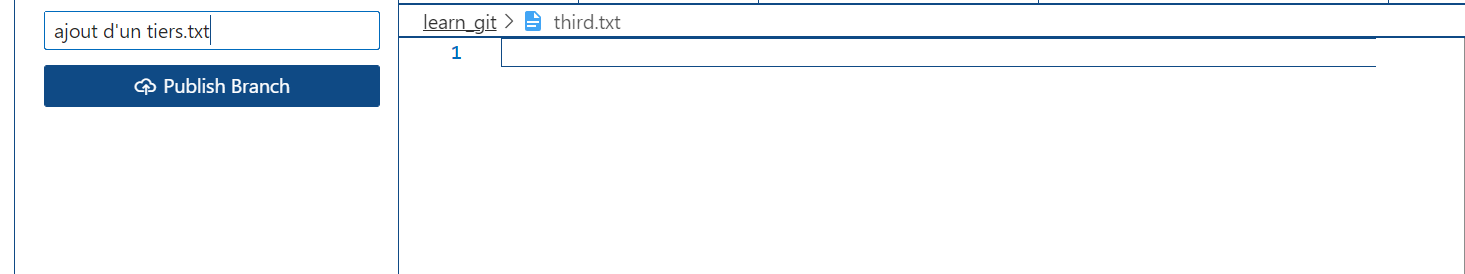 ajout d'un tiers.txt
Publish Branch
learn_git > third.txt
1